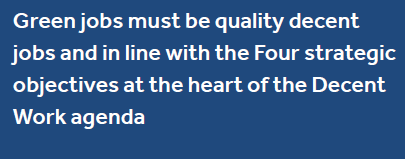 Green jobs must be quality decent
jobs and in line with the Four strategic
objectives at the heart of the Decent
Work agenda